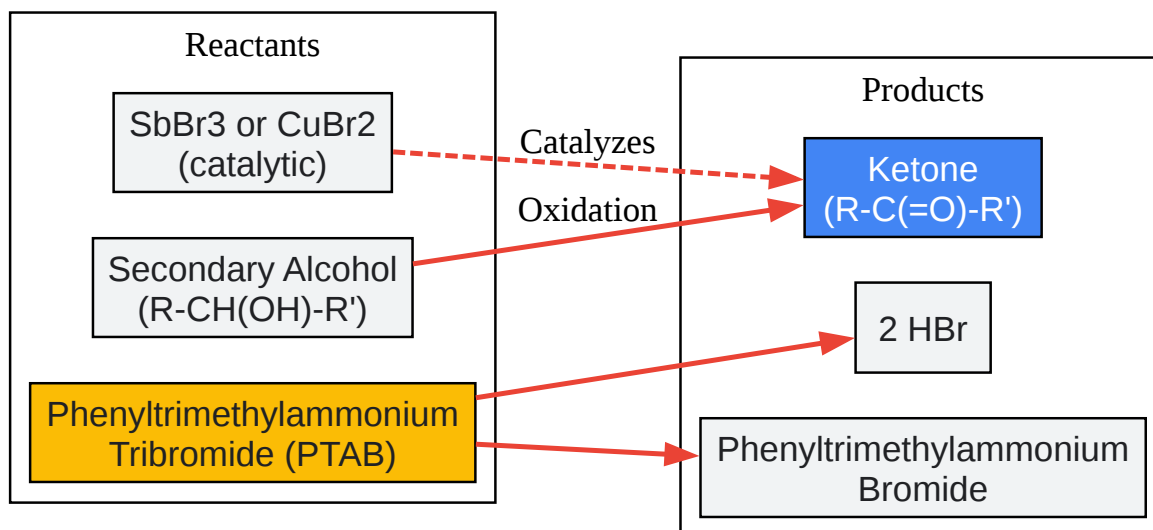 Reactants
SbBr3 or CuBr2
(catalytic)
Secondary Alcohol
(R-CH(OH)-R')
Phenyltrimethylammonium
Tribromide (PTAB)
Catalyzes
Oxidation
Products
Ketone
(R-C(=O)-R')
2 HBr
Phenyltrimethylammonium
Bromide